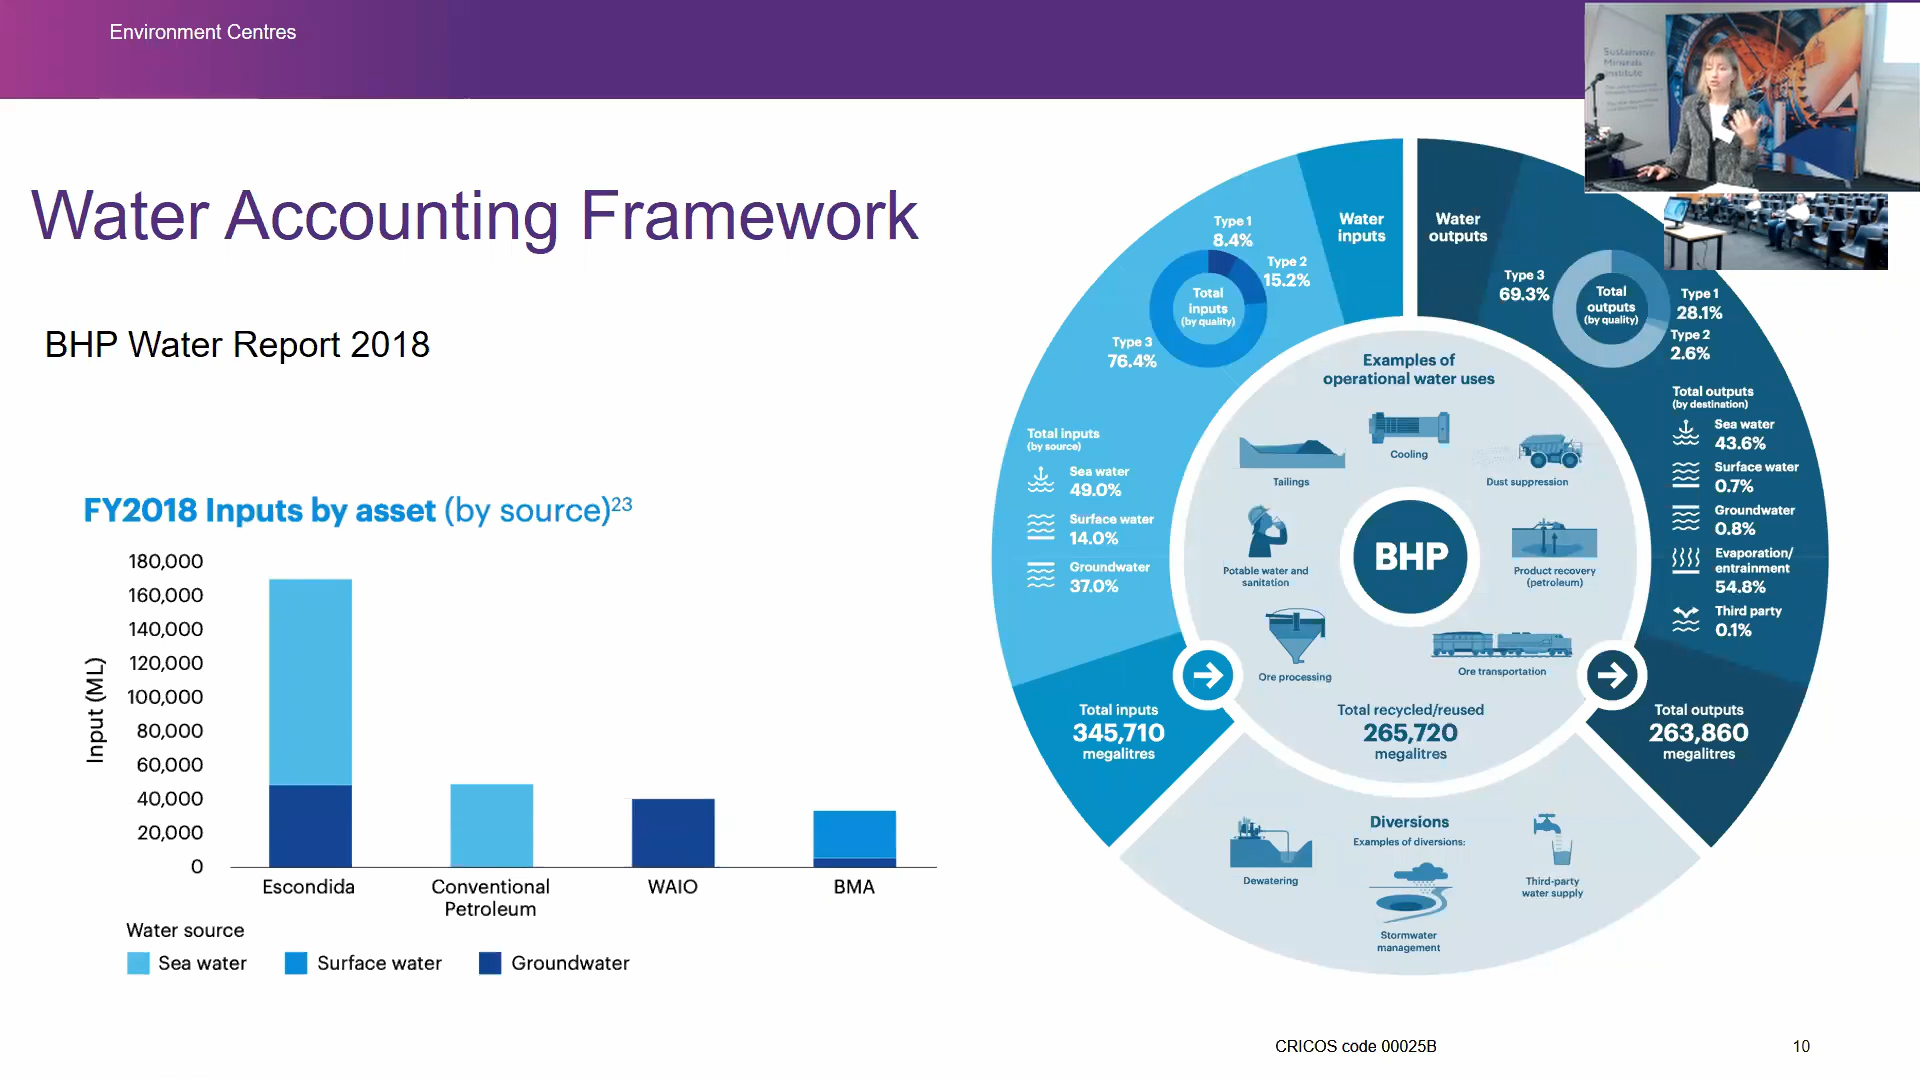 Environment Centres
Water Accounting Framework
BHP Water Report 2018
FY2018 Inputs by asset (by source)23
Input (ML)
180,000
160,000
140,000
120,000
100,000
80,000
60,000
40,000
20,000
0
Escondida
Conventional
Petroleum
WAIO
BMA
Water source
Sea water
Surface water
Groundwater
Water
inputs
Type 1
8.4%
Type 2
15.2%
Type 3
76.4%
Total
inputs
(by quality)
Total inputs
(by source)
Sea water
49.0%
Surface water
14.0%
Groundwater
37.0%
Total inputs
345,710
megalitres
Examples of
operational water uses
Cooling
Tailings
Dust suppression
Potable water and
sanitation
BHP
Product recovery
(petroleum)
Ore processing
Ore transportation
Total recycled/reused
265,720
megalitres
Diversions
Examples of diversions:
Dewatering
Third-party
water supply
Stormwater
management
Water
outputs
Type 3
69.3%
Total
outputs
(by quality)
Type 1
28.1%
Type 2
2.6%
Total outputs
(by destination)
Sea water
43.6%
Surface water
0.7%
Groundwater
0.8%
Evaporation/
entrainment
54.8%
Third party
0.1%
Total outputs
263,860
megalitres
Sustainable
Minerals
Institute
CRICOS code 00025B
10